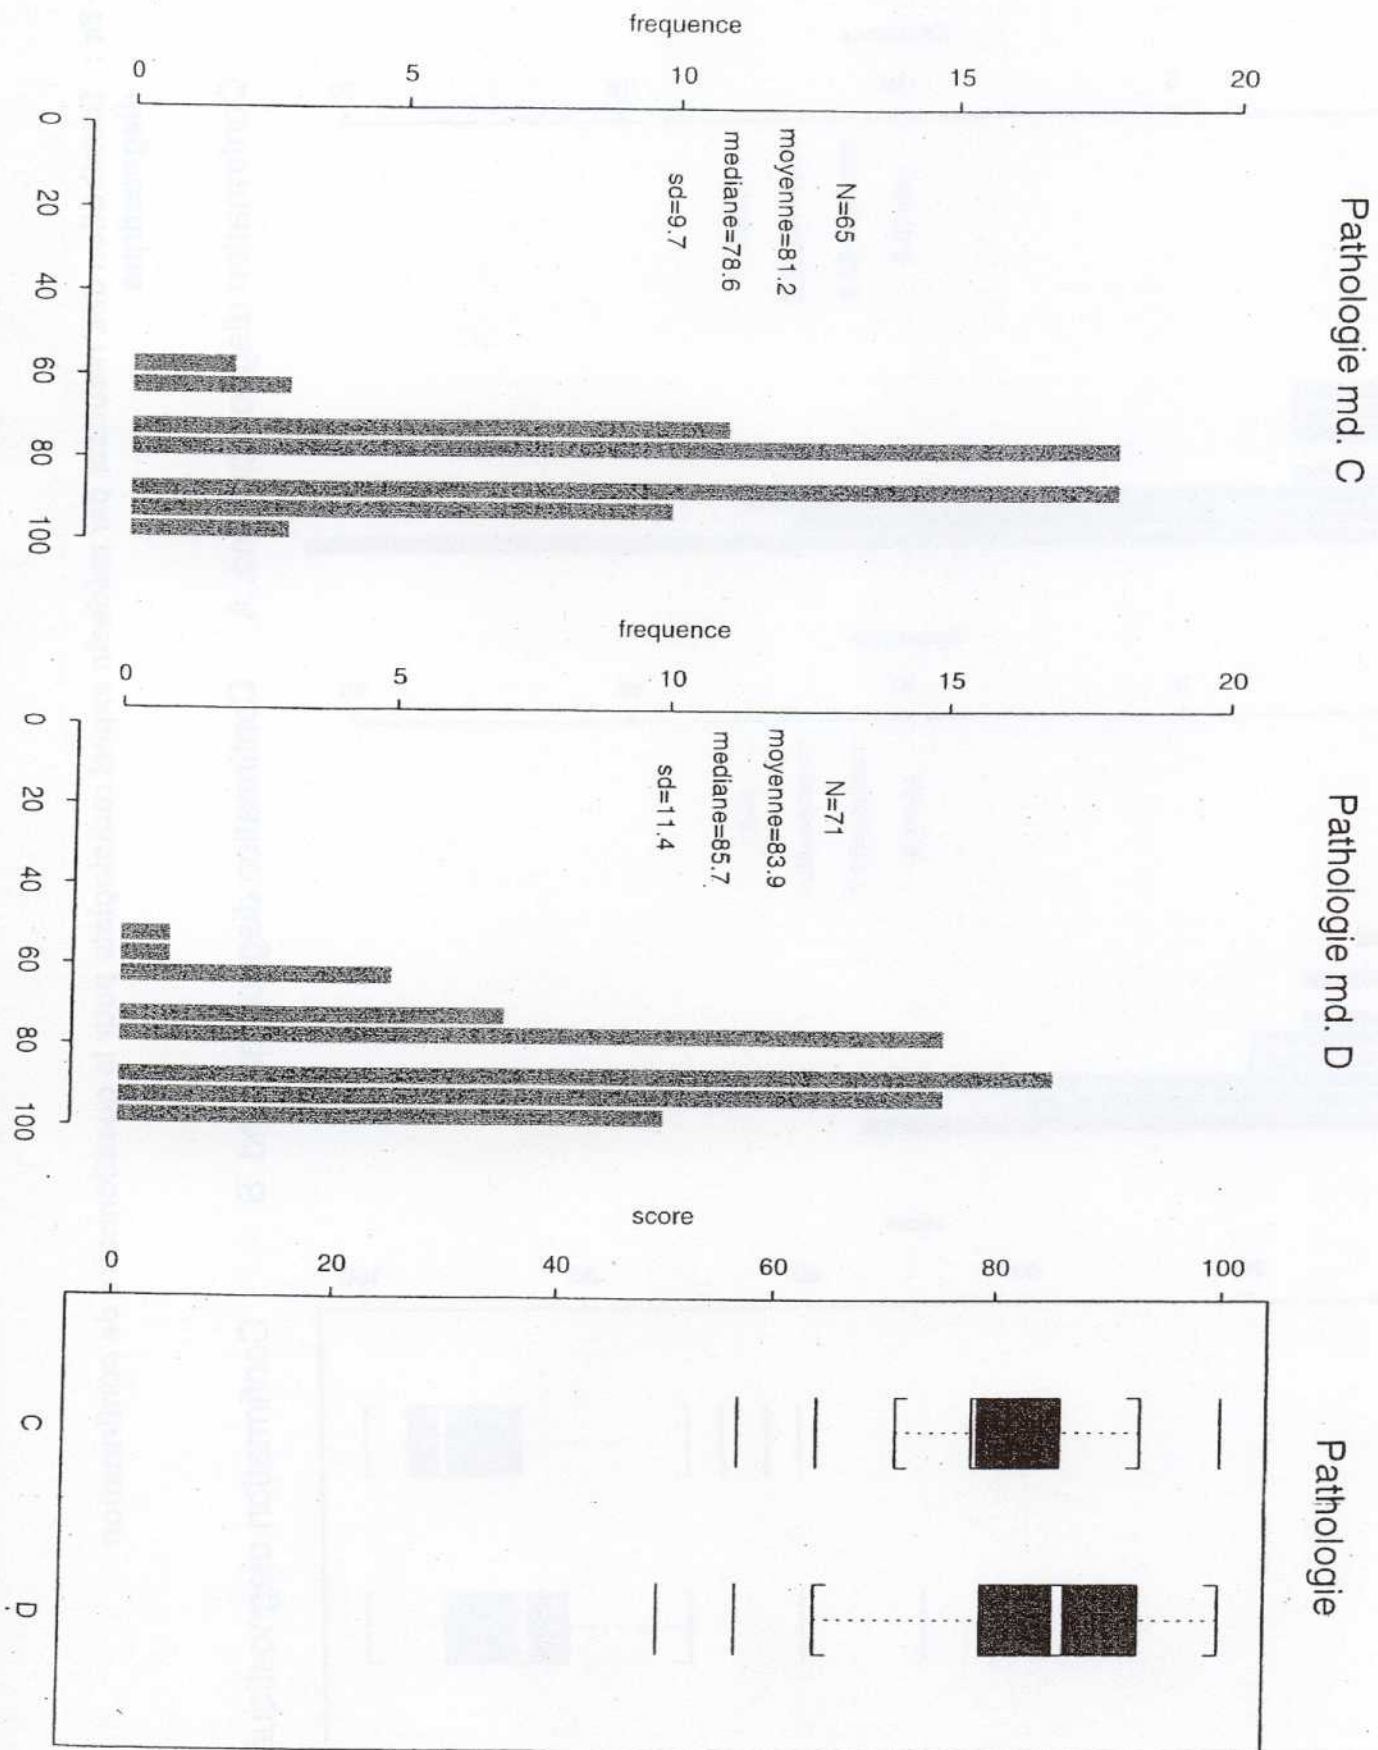 Pathologie md. C
N=65
moyenne=81.2
mediane=78.6
sd=9.7
frequence
0 5 10 15 20
0 20 40 60 80 100
Pathologie md. D
N=71
moyenne=83.9
mediane=85.7
sd=11.4
frequence
0 5 10 15 20
0 20 40 60 80 100
Pathologie
score
0 20 40 60 80 100
C D